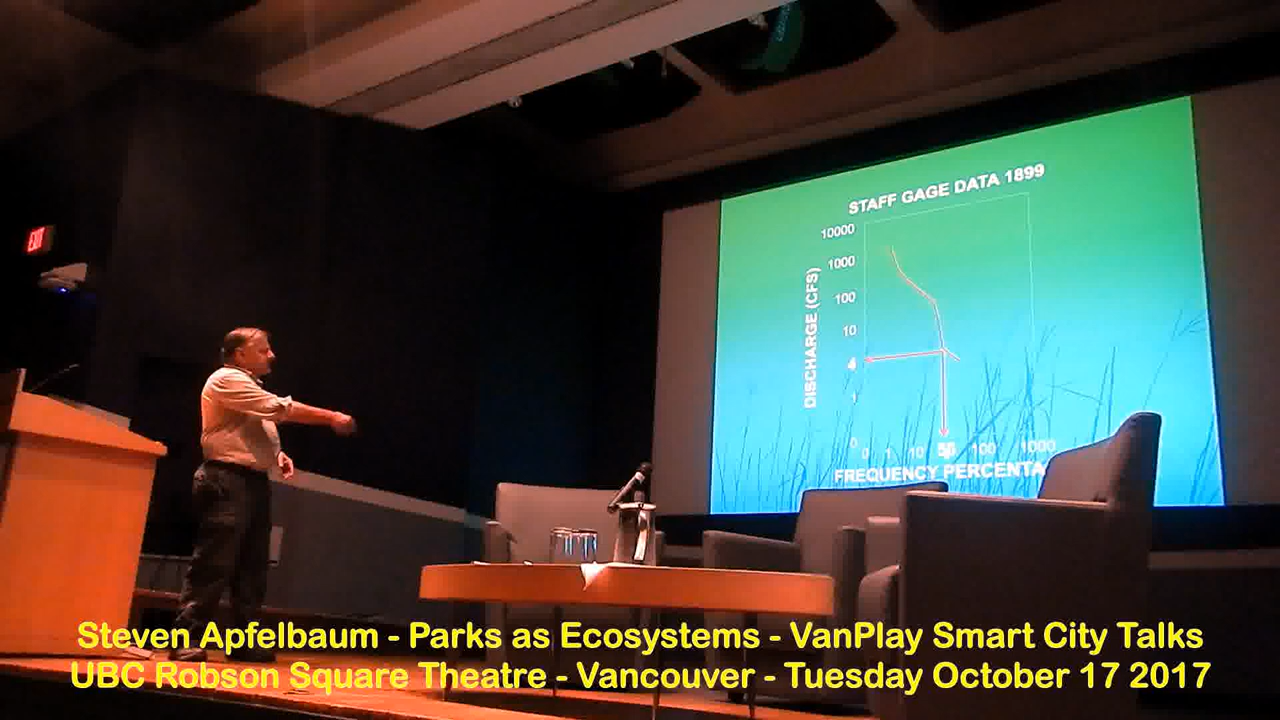 EXIT
STAFF GAGE DATA 1899
10000
1000
100
10
4
1
0
DISCHARGE (CFS)
0 1 10 50 100 1000
FREQUENCY PERCENTA
Steven Apfelbaum - Parks as Ecosystems - VanPlay Smart City Talks
UBC Robson Square Theatre - Vancouver - Tuesday October 17 2017